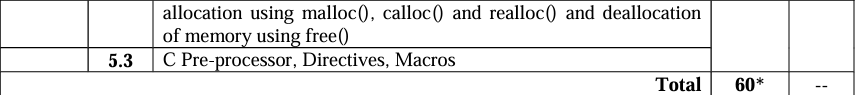 allocation using malloc(), calloc() and realloc() and deallocation
of memory using free()
5.3 C Pre-processor, Directives, Macros
Total 60* --